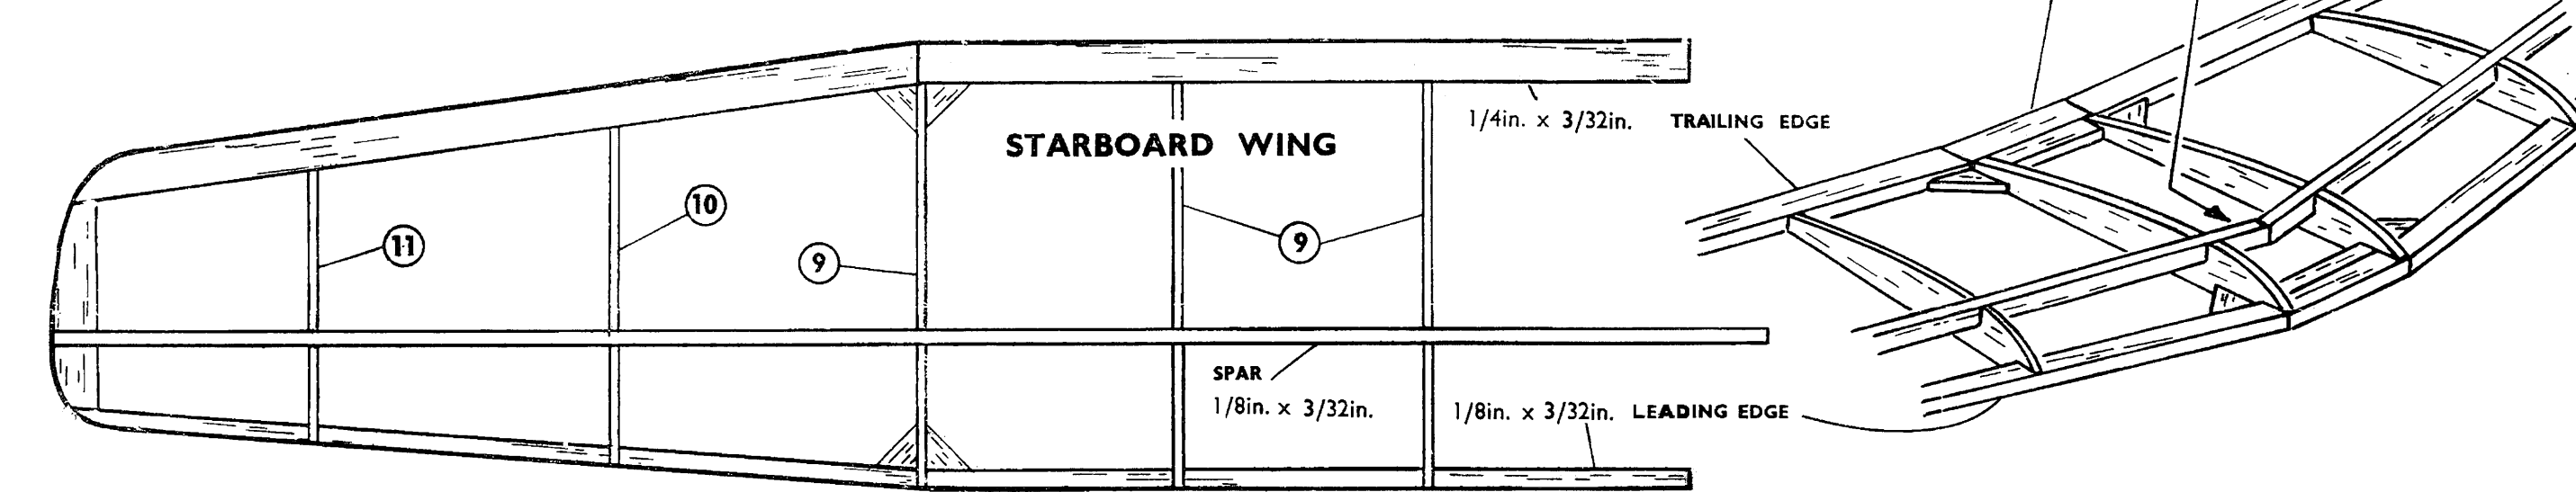 STARBOARD WING
1/4in. x 3/32in. TRAILING EDGE
11
10
9
9
SPAR
1/8in. x 3/32in.
1/8in. x 3/32in. LEADING EDGE